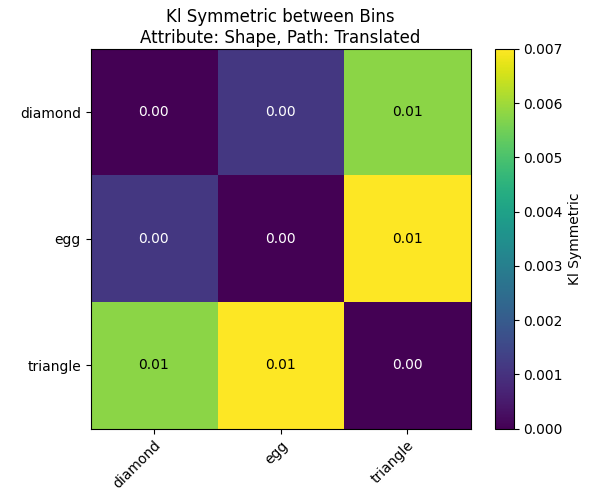 Kl Symmetric between Bins
Attribute: Shape, Path: Translated
diamond
0.00
0.00
0.01
egg
0.00
0.00
0.01
triangle
0.01
0.01
0.00
diamond
egg
triangle
0.007
0.006
0.005
0.004
0.003
0.002
0.001
0.000
Kl Symmetric